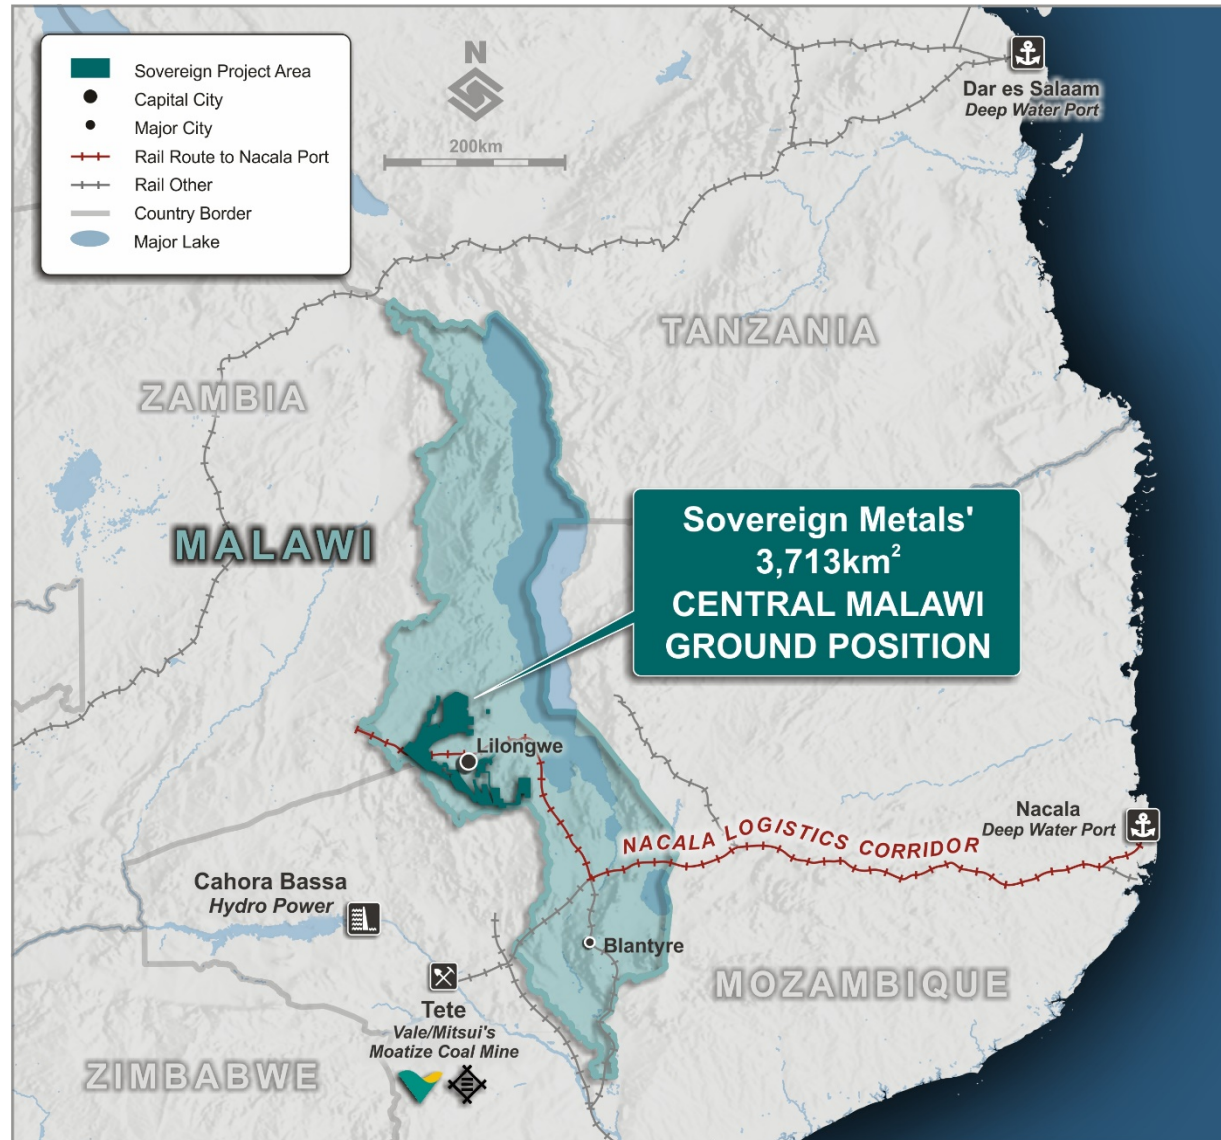 Sovereign Project Area
Capital City
Major City
Rail Route to Nacala Port
Rail Other
Country Border
Major Lake
N
200km
Dar es Salaam
Deep Water Port
TANZANIA
ZAMBIA
MALAWI
Sovereign Metals'
3,713km²
CENTRAL MALAWI
GROUND POSITION
Lilongwe
Nacala
Deep Water Port
NACALA LOGISTICS CORRIDOR
Cahora Bassa
Hydro Power
Blantyre
MOZAMBIQUE
Tete
Vale/Mitsui's
Moatize Coal Mine
ZIMBABWE